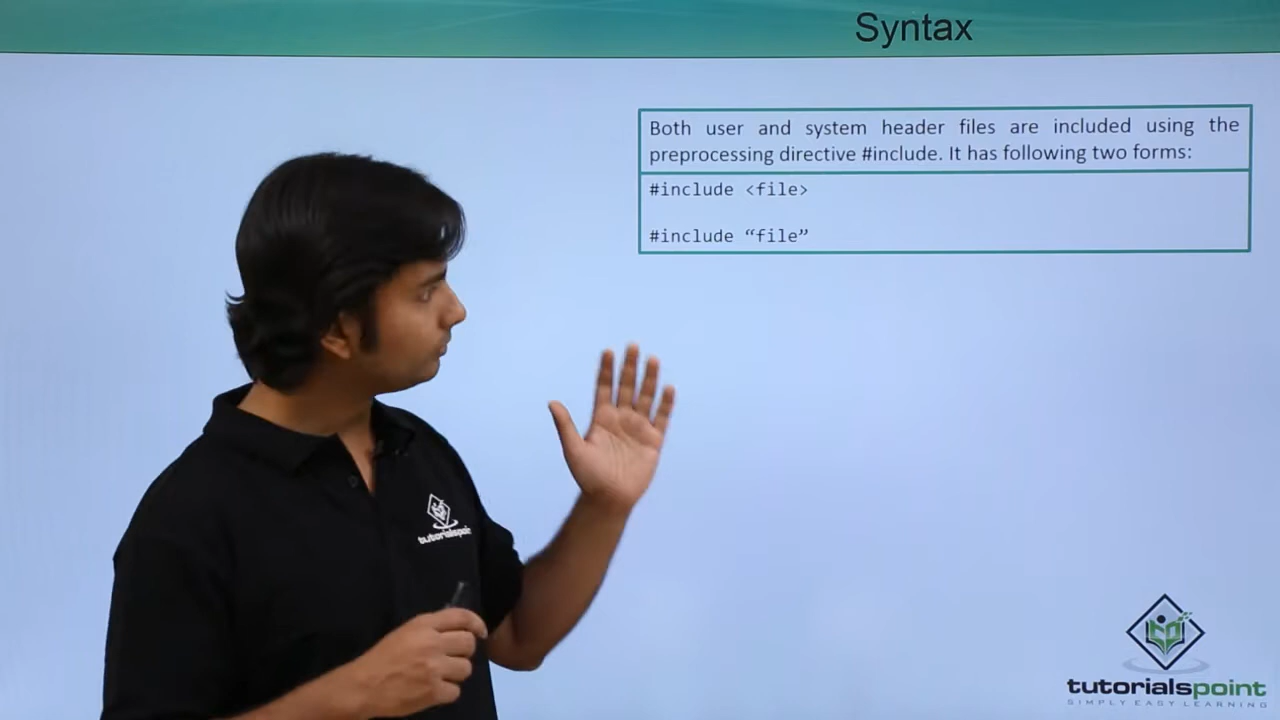 Syntax
Both user and system header files are included using the
preprocessing directive #include. It has following two forms:
#include <file>
#include “file”
tutorialspoint
tutorialspoint
SIMPLY EASY LEARNING